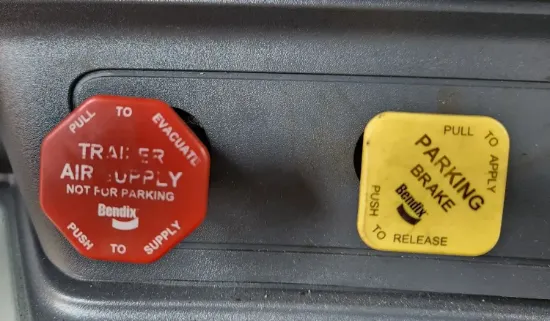 PULL TO EVACUATE
TRAILER
AIR SUPPLY
NOT FOR PARKING
Bendix
PUSH TO SUPPLY
PULL TO APPLY
PARKING
BRAKE
Bendix
PUSH TO RELEASE